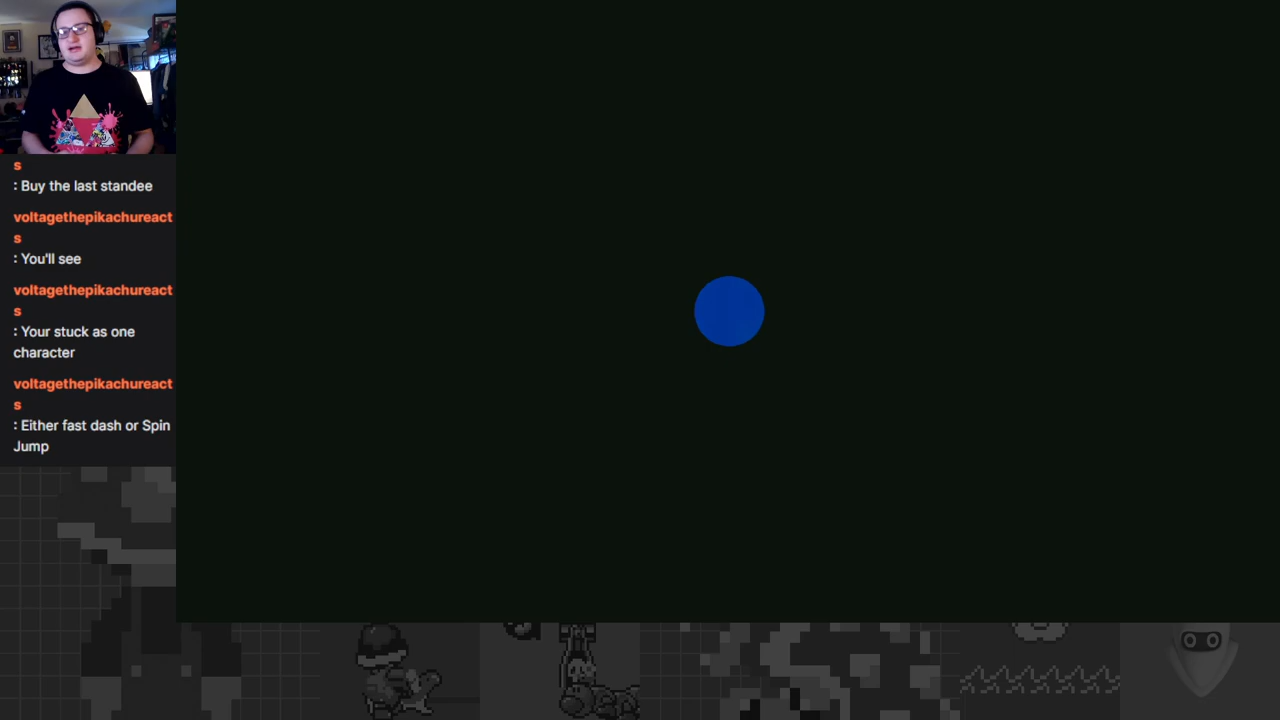 s
: Buy the last standee
voltagethepikachureact
s
: You'll see
voltagethepikachureact
s
: Your stuck as one
character
voltagethepikachureact
s
: Either fast dash or Spin
Jump